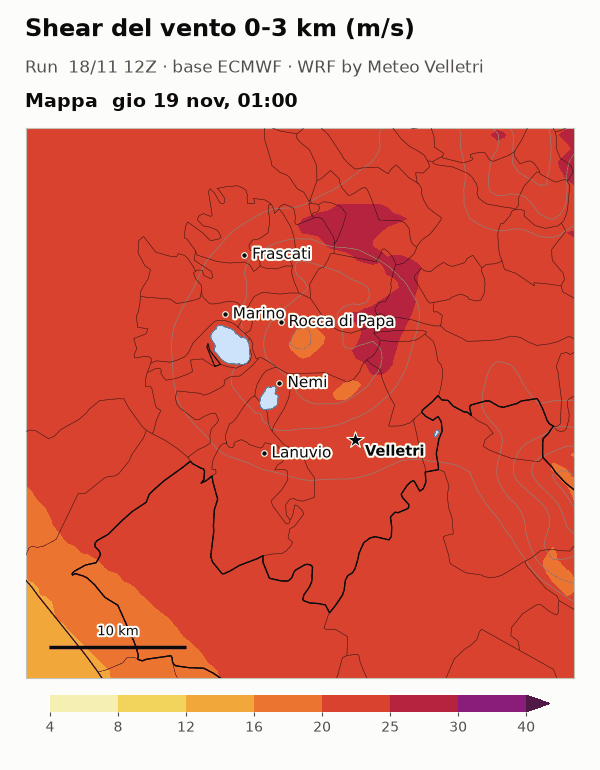 Shear del vento 0-3 km (m/s)
Run  18/11 12Z · base ECMWF · WRF by Meteo Velletri
Mappa  gio 19 nov, 01:00
Frascati
Marino
Rocca di Papa
Nemi
Velletri
Lanuvio
10 km
4 8 12 16 20 25 30 40